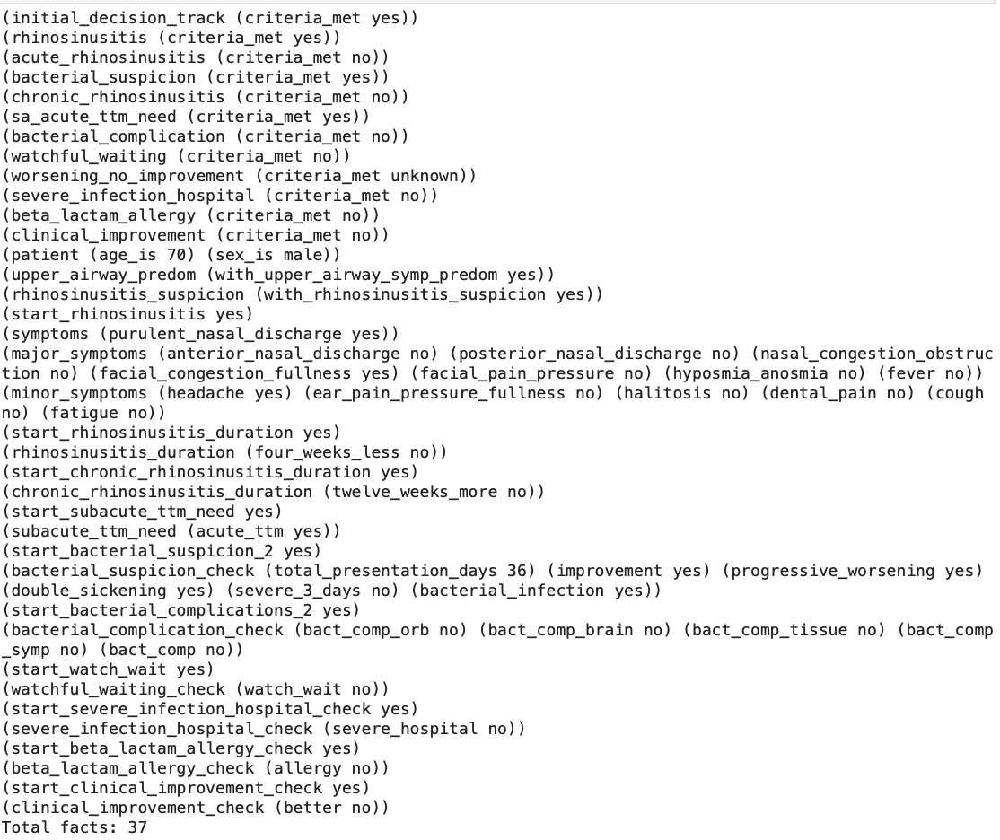 (initial_decision_track (criteria_met yes))
(rhinosinusitis (criteria_met yes))
(acute_rhinosinusitis (criteria_met no))
(bacterial_suspicion (criteria_met yes))
(chronic_rhinosinusitis (criteria_met no))
(sa_acute_ttm_need (criteria_met yes))
(bacterial_complication (criteria_met no))
(watchful_waiting (criteria_met no))
(worsening_no_improvement (criteria_met unknown))
(severe_infection_hospital (criteria_met no))
(beta_lactam_allergy (criteria_met no))
(clinical_improvement (criteria_met no))
(patient (age_is 70) (sex_is male))
(upper_airway_predom (with_upper_airway_symp_predom yes))
(rhinosinusitis_suspicion (with_rhinosinusitis_suspicion yes))
(start_rhinosinusitis yes)
(symptoms (purulent_nasal_discharge yes))
(major_symptoms (anterior_nasal_discharge no) (posterior_nasal_discharge no) (nasal_congestion_obstruc
tion no) (facial_congestion_fullness yes) (facial_pain_pressure no) (hyposmia_anosmia no) (fever no))
(minor_symptoms (headache yes) (ear_pain_pressure_fullness no) (halitosis no) (dental_pain no) (cough
no) (fatigue no))
(start_rhinosinusitis_duration yes)
(rhinosinusitis_duration (four_weeks_less no))
(start_chronic_rhinosinusitis_duration yes)
(chronic_rhinosinusitis_duration (twelve_weeks_more no))
(start_subacute_ttm_need yes)
(subacute_ttm_need (acute_ttm yes))
(start_bacterial_suspicion_2 yes)
(bacterial_suspicion_check (total_presentation_days 36) (improvement yes) (progressive_worsening yes)
(double_sickening yes) (severe_3_days no) (bacterial_infection yes))
(start_bacterial_complications_2 yes)
(bacterial_complication_check (bact_comp_orb no) (bact_comp_brain no) (bact_comp_tissue no) (bact_comp
_symp no) (bact_comp no))
(start_watch_wait yes)
(watchful_waiting_check (watch_wait no))
(start_severe_infection_hospital_check yes)
(severe_infection_hospital_check (severe_hospital no))
(start_beta_lactam_allergy_check yes)
(beta_lactam_allergy_check (allergy no))
(start_clinical_improvement_check yes)
(clinical_improvement_check (better no))
Total facts: 37